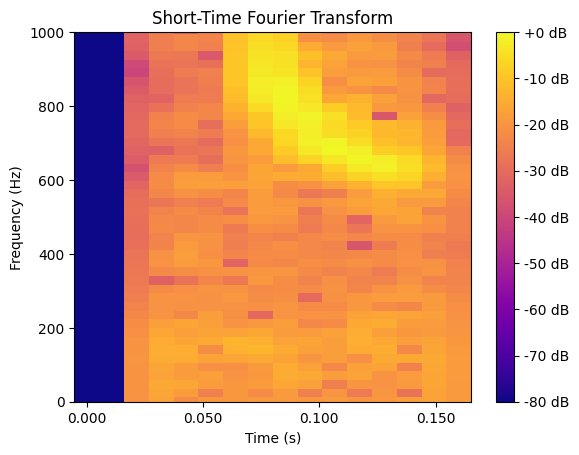 Short-Time Fourier Transform
1000
800
600
400
200
0
Frequency (Hz)
0.000
0.050
0.100
0.150
Time (s)
+0 dB
-10 dB
-20 dB
-30 dB
-40 dB
-50 dB
-60 dB
-70 dB
-80 dB